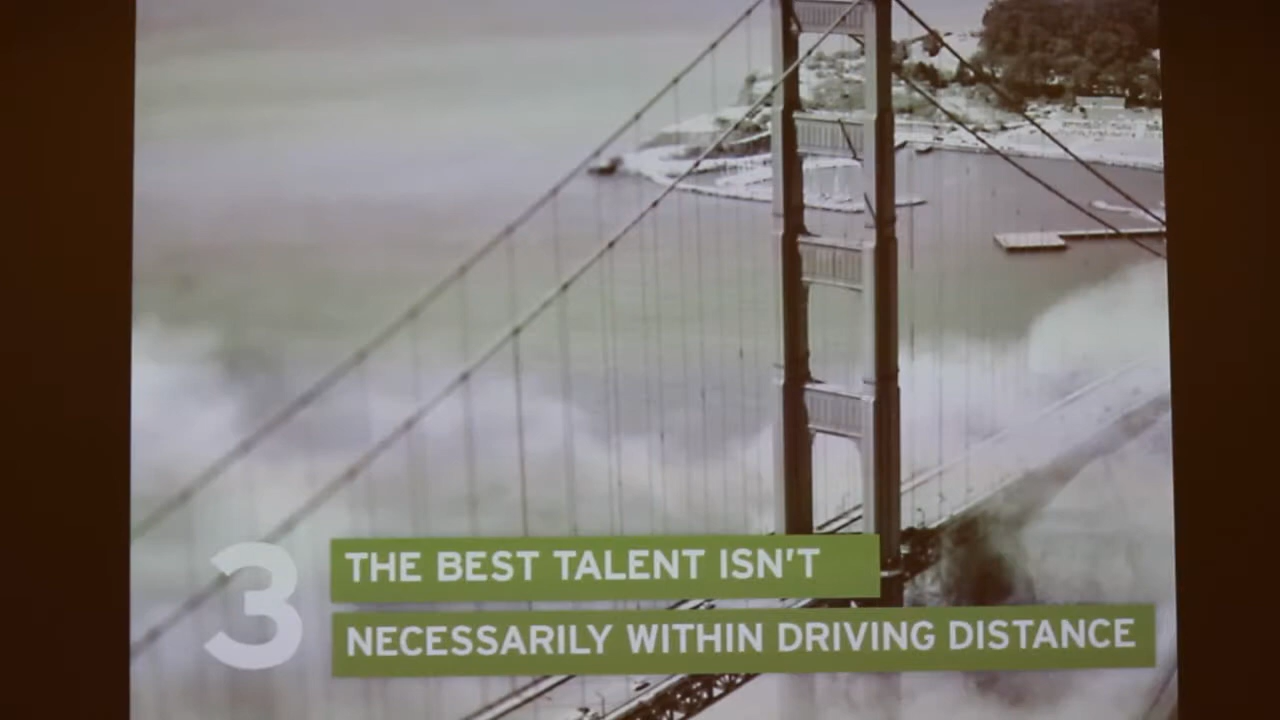 3
THE BEST TALENT ISN'T
NECESSARILY WITHIN DRIVING DISTANCE